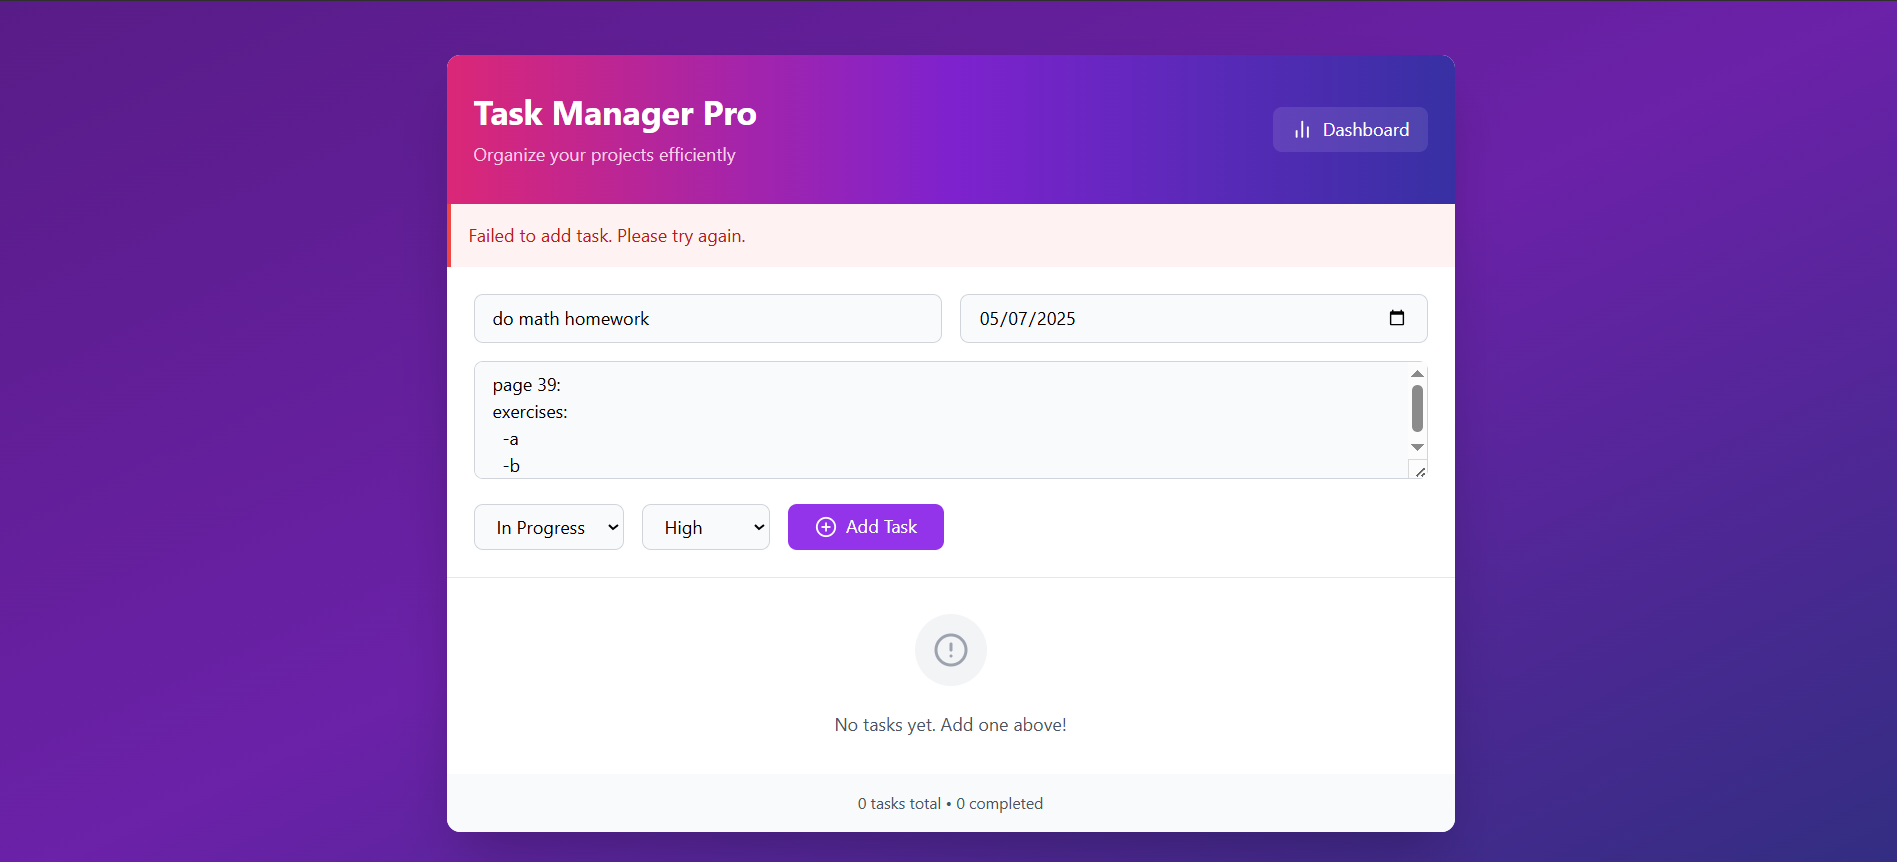 Task Manager Pro
Organize your projects efficiently
Dashboard
Failed to add task. Please try again.
do math homework
05/07/2025
page 39:
exercises:
-a
-b
In Progress
High
Add Task
No tasks yet. Add one above!
0 tasks total • 0 completed